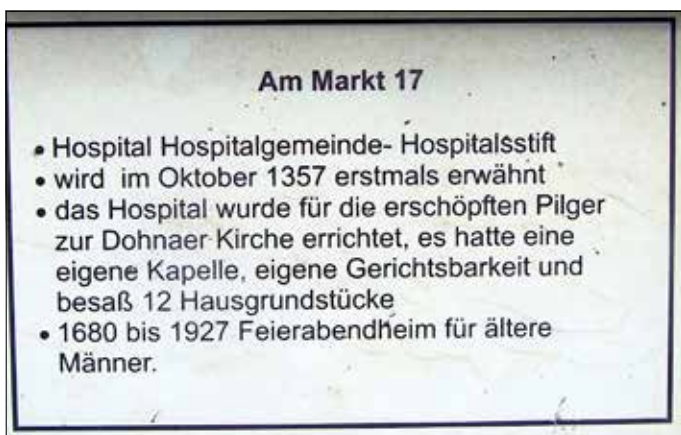 Am Markt 17
• Hospital Hospitalgemeinde- Hospitalsstift
• wird im Oktober 1357 erstmals erwähnt
• das Hospital wurde für die erschöpften Pilger
zur Dohnaer Kirche errichtet, es hatte eine
eigene Kapelle, eigene Gerichtsbarkeit und
besaß 12 Hausgrundstücke
• 1680 bis 1927 Feierabendheim für ältere
Männer.